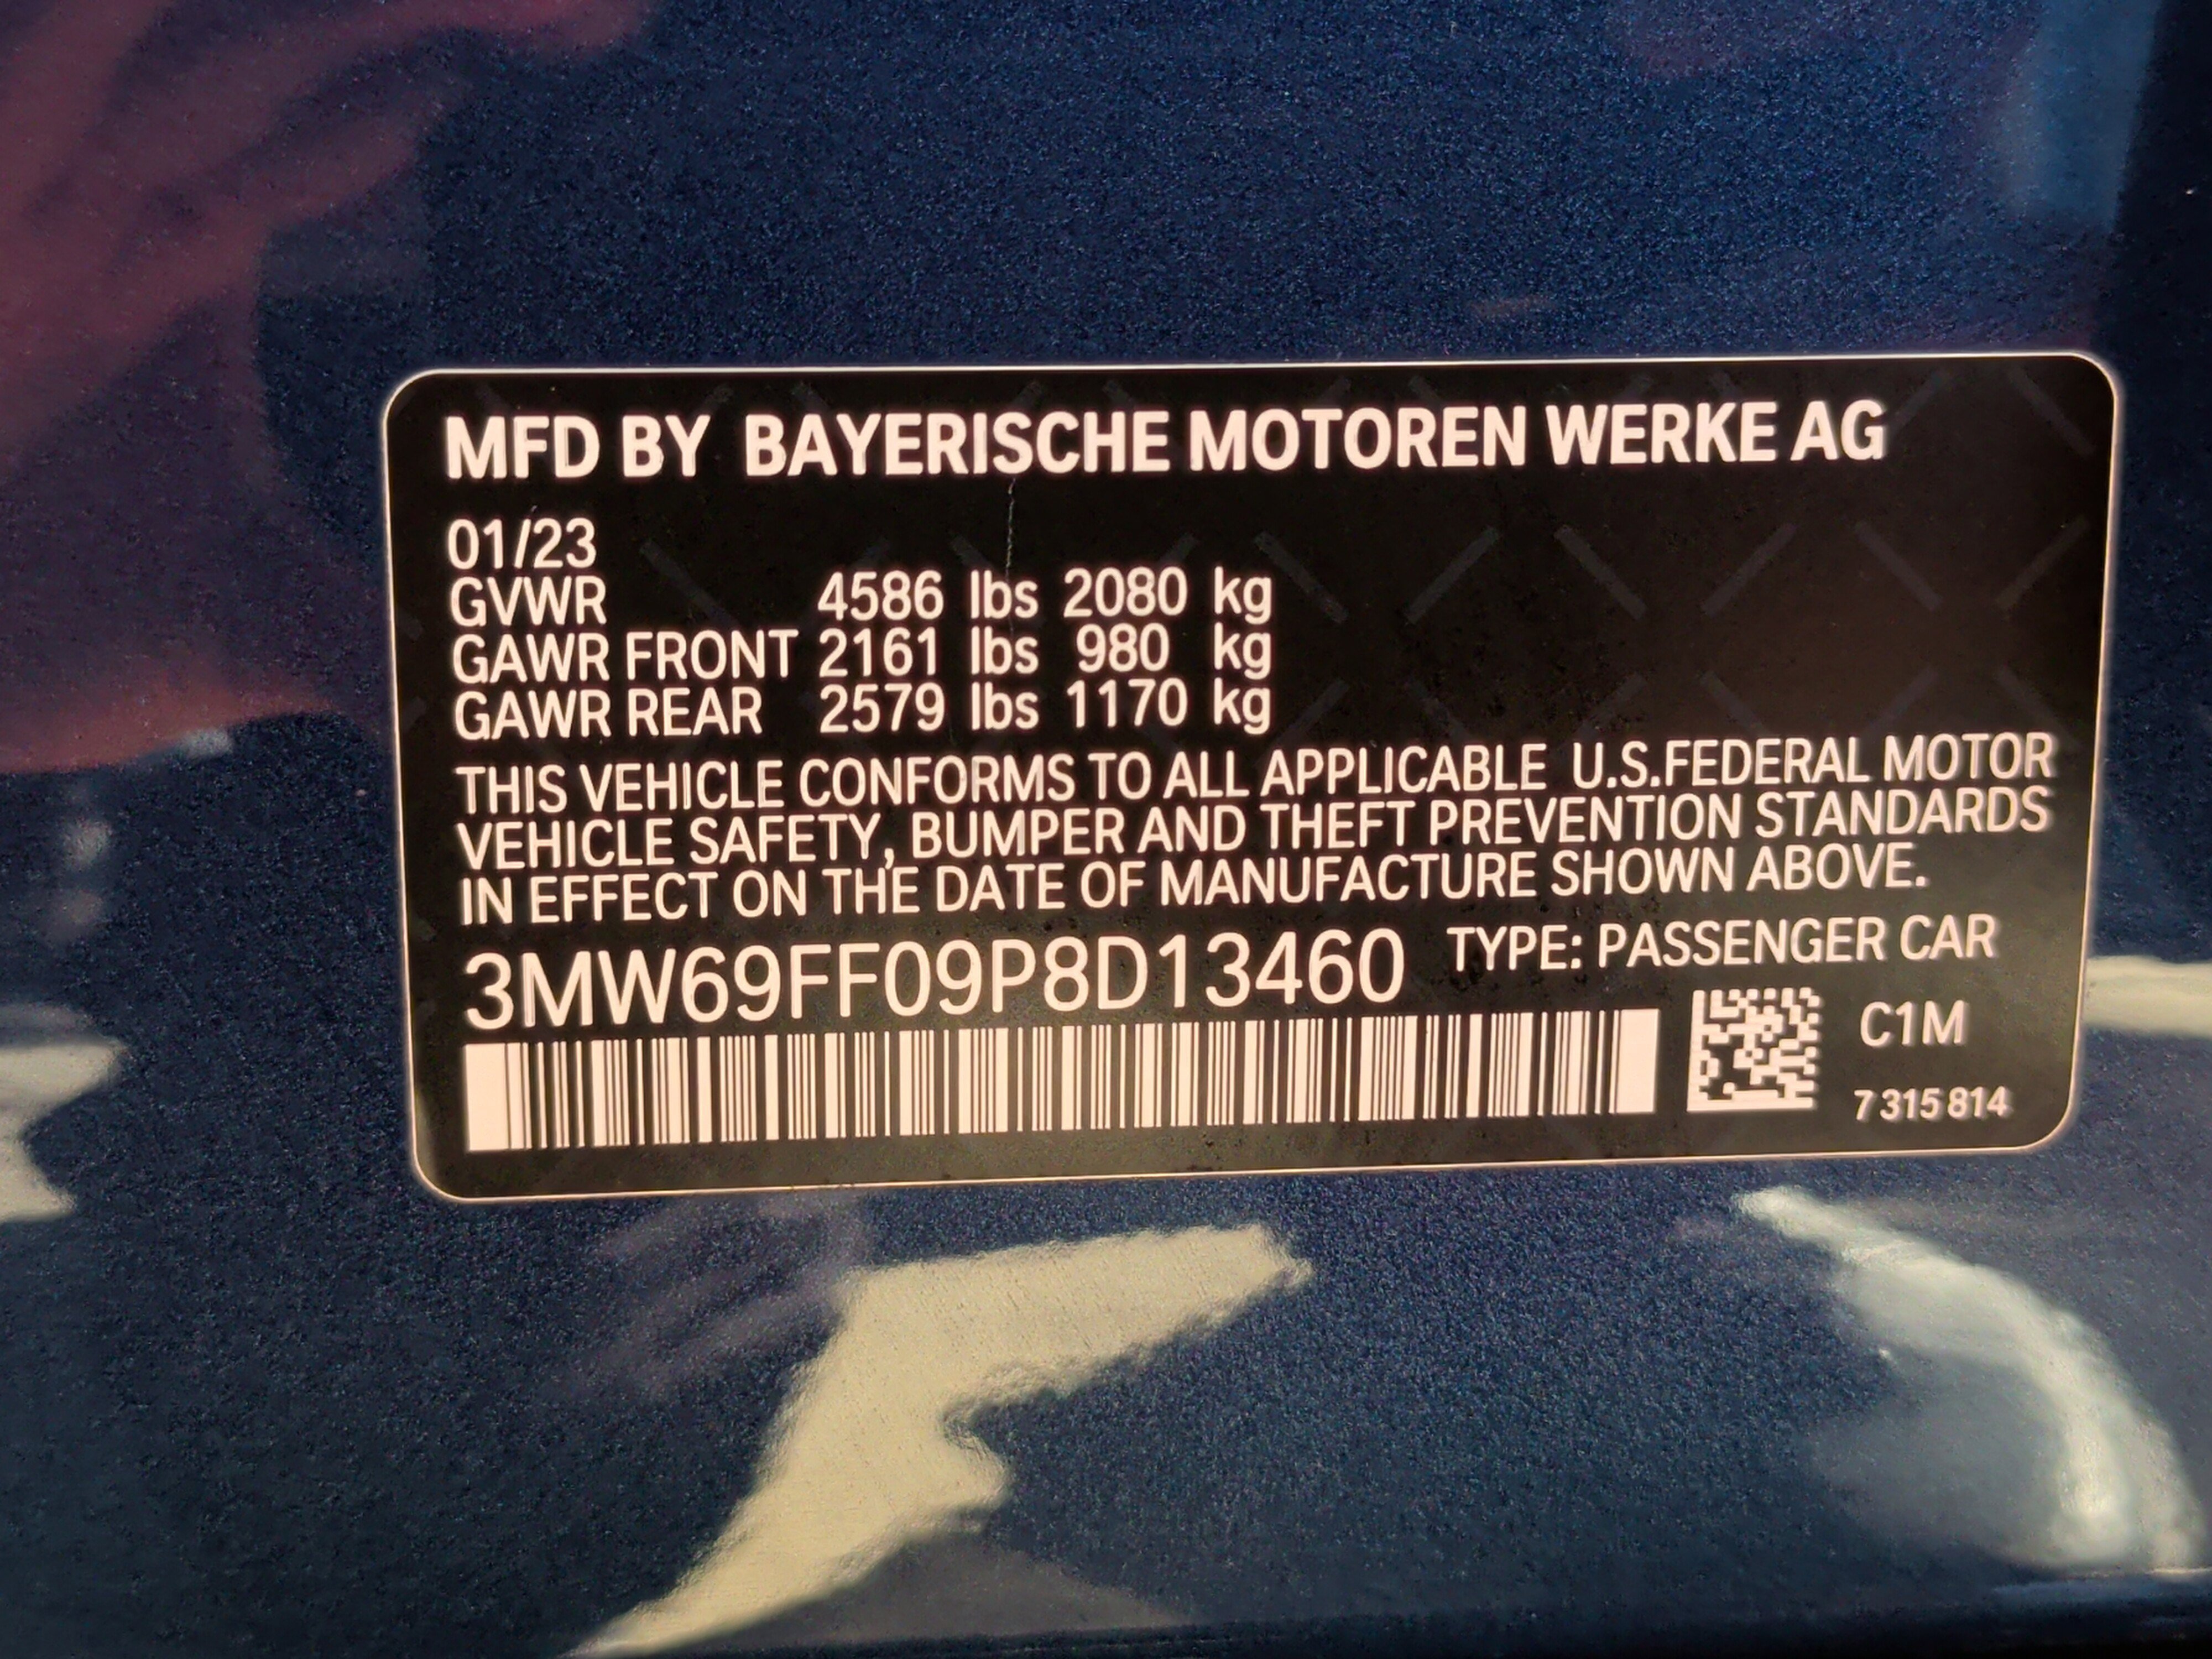 MFD BY BAYERISCHE MOTOREN WERKE AG
01/23
GVWR 4586 lbs 2080 kg
GAWR FRONT 2161 lbs 980 kg
GAWR REAR 2579 lbs 1170 kg
THIS VEHICLE CONFORMS TO ALL APPLICABLE U.S.FEDERAL MOTOR
VEHICLE SAFETY, BUMPER AND THEFT PREVENTION STANDARDS
IN EFFECT ON THE DATE OF MANUFACTURE SHOWN ABOVE.
3MW69FF09P8D13460 TYPE: PASSENGER CAR
C1M
7 315 814